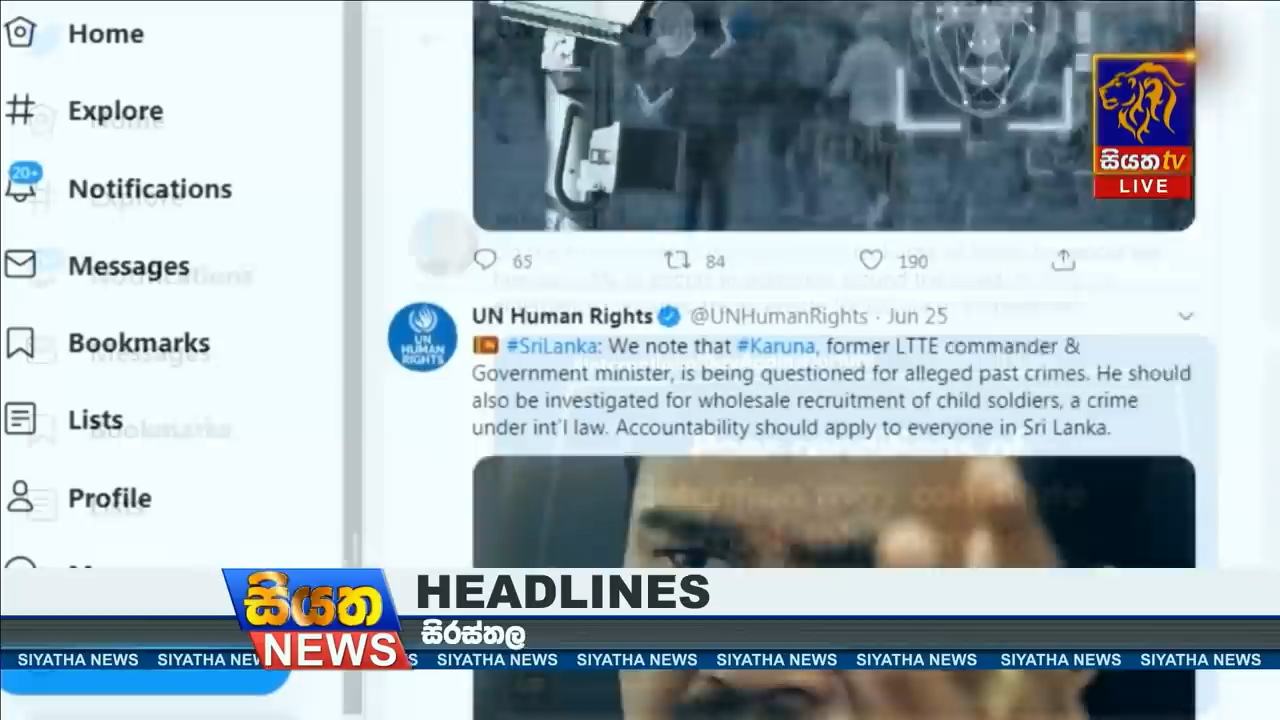 Home
Explore
20+
Notifications
Messages
Bookmarks
Lists
Profile
සියත tv
LIVE
65 84 190
UN Human Rights @UNHumanRights · Jun 25
#SriLanka: We note that #Karuna, former LTTE commander &
Government minister, is being questioned for alleged past crimes. He should
also be investigated for wholesale recruitment of child soldiers, a crime
under int'l law. Accountability should apply to everyone in Sri Lanka.
UN
HUMAN
RIGHTS
සියත
NEWS
HEADLINES
සිරස්තල
SIYATHA NEWS SIYATHA NEWS SIYATHA NEWS SIYATHA NEWS SIYATHA NEWS SIYATHA NEWS SIYATHA NEWS SIYATHA NEWS